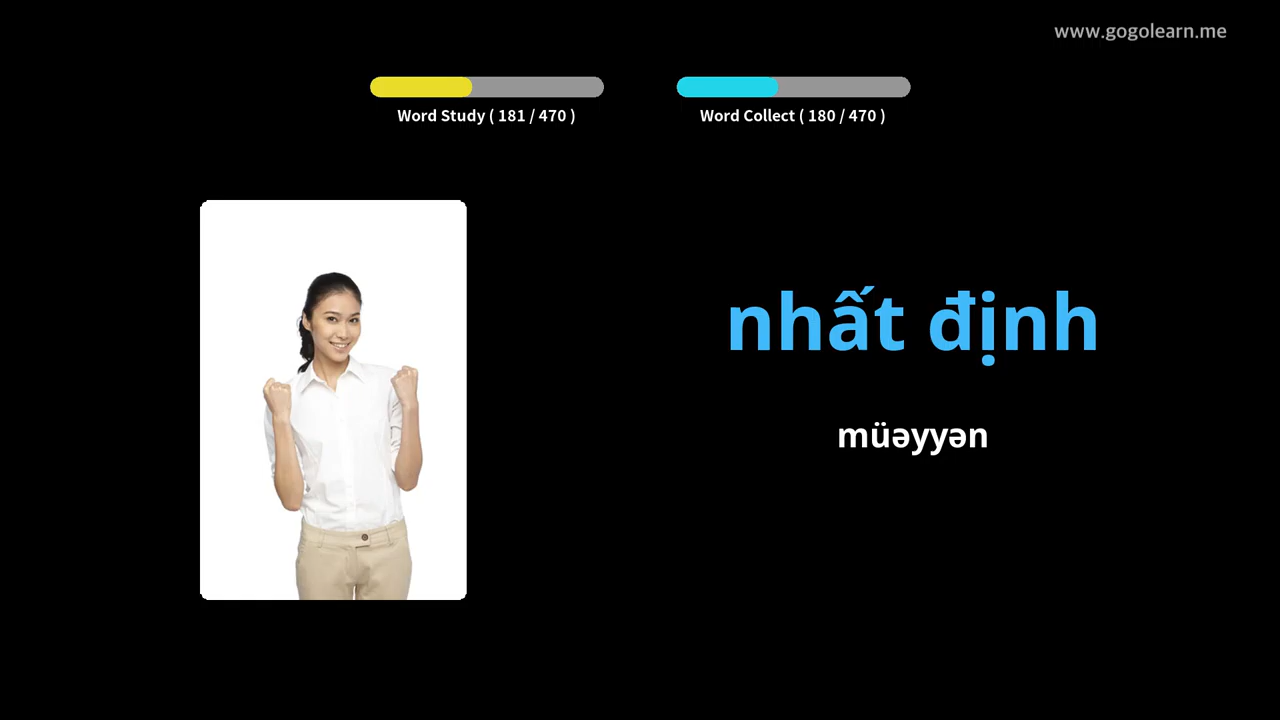 www.gogolearn.me
Word Study ( 181 / 470 )
Word Collect ( 180 / 470 )
nhất định
müəyyən